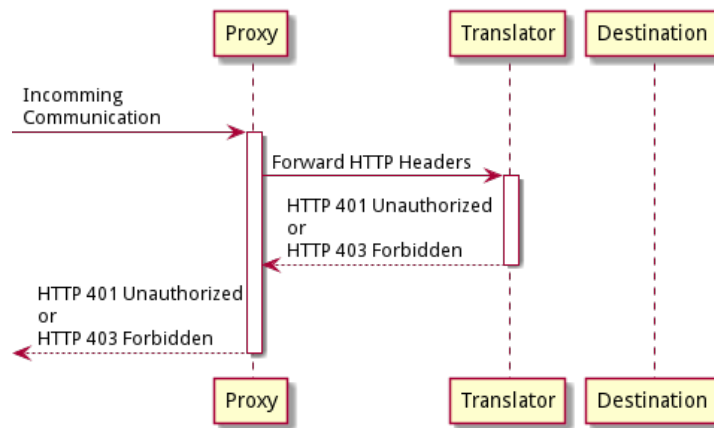 Proxy
Translator
Destination
Incomming
Communication
Forward HTTP Headers
HTTP 401 Unauthorized
or
HTTP 403 Forbidden
HTTP 401 Unauthorized
or
HTTP 403 Forbidden
Proxy
Translator
Destination